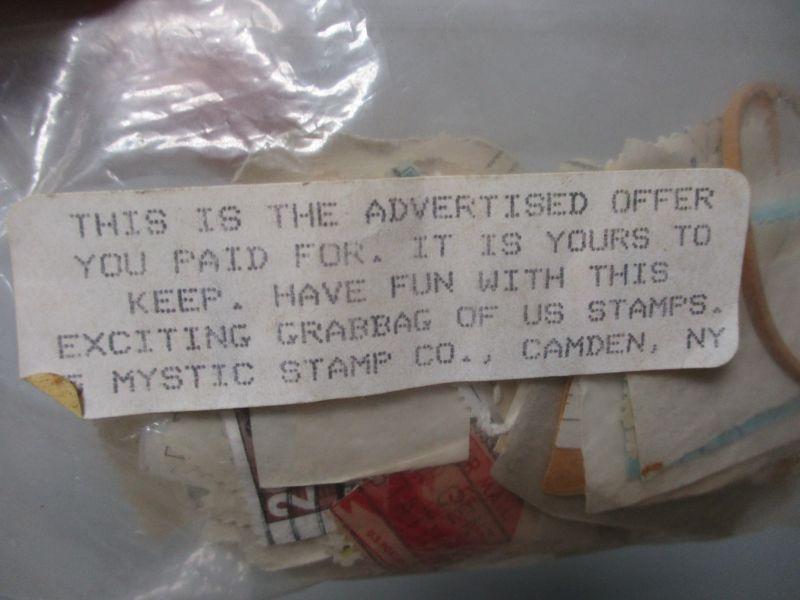 THIS IS THE ADVERTISED OFFER
YOU PAID FOR. IT IS YOURS TO
KEEP. HAVE FUN WITH THIS
EXCITING GRABBAG OF US STAMPS.
MYSTIC STAMP CO., CAMDEN, NY